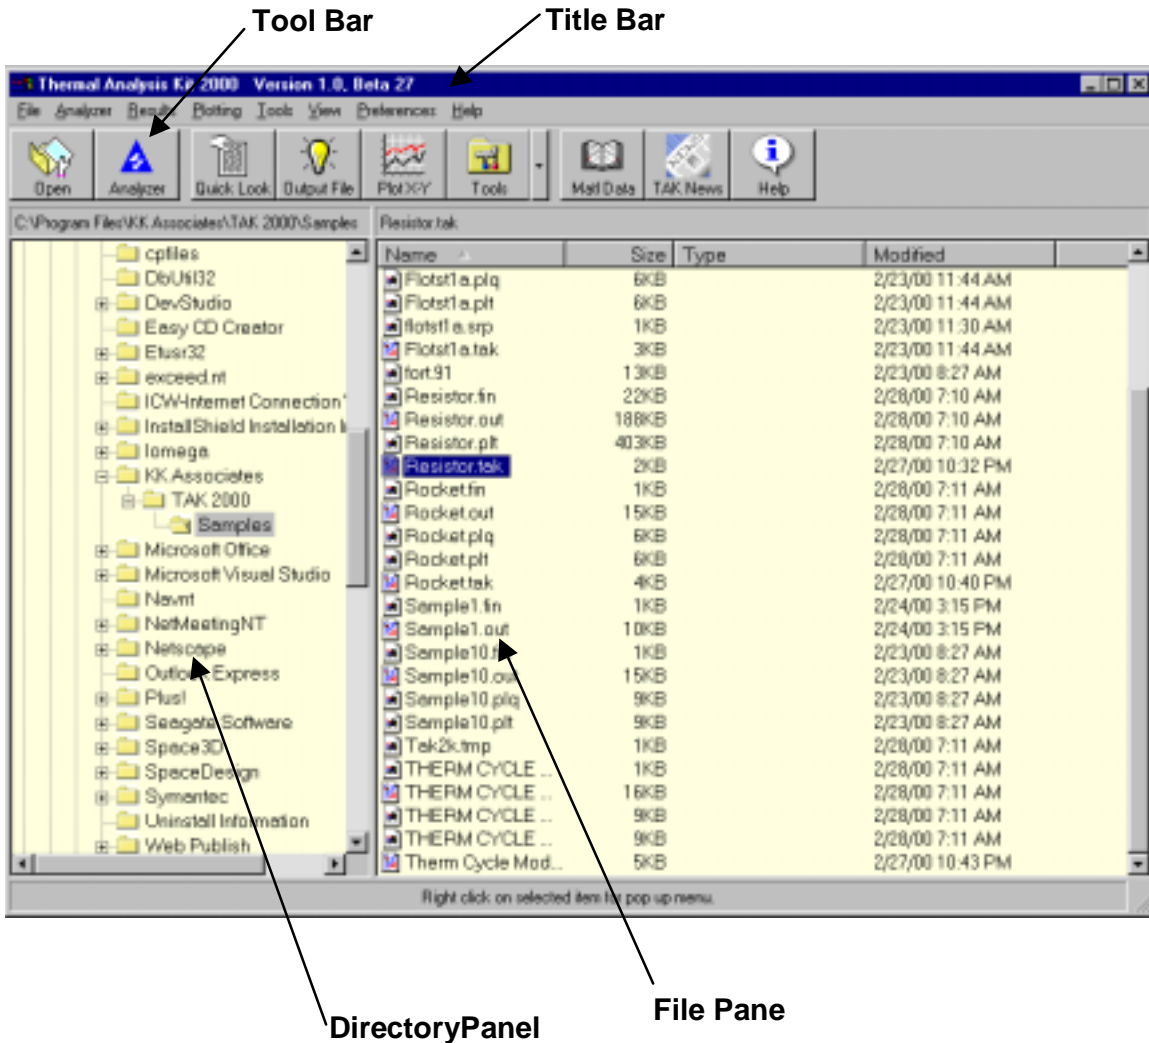 Tool Bar Title Bar
Thermal Analysis Kit 2000 Version 1.0, Beta 27
File Analyzer Results Plotting Tools View Preferences Help
Open Analyzer Quick Look Output File Plot X-Y Tools Matl Data TAK News Help
C:\Program Files\KK Associates\TAK 2000\Samples Resistor.tak
cpfiles
DbUtil32
DevStudio
Easy CD Creator
Etusr32
exceed.nt
ICW-Internet Connection
InstallShield Installation I
Iomega
KK Associates
TAK 2000
Samples
Microsoft Office
Microsoft Visual Studio
Navnt
NetMeetingNT
Netscape
Outlook Express
Plus!
Seagate Software
Space3D
SpaceDesign
Symantec
Uninstall Information
Web Publish
Name Size Type Modified
Flotst1a.plq 6KB 2/23/00 11:44 AM
Flotst1a.plt 6KB 2/23/00 11:44 AM
flotst1a.srp 1KB 2/23/00 11:30 AM
Flotst1a.tak 3KB 2/23/00 11:44 AM
fort.91 13KB 2/23/00 8:27 AM
Resistor.fin 22KB 2/28/00 7:10 AM
Resistor.out 188KB 2/28/00 7:10 AM
Resistor.plt 403KB 2/28/00 7:10 AM
Resistor.tak 2KB 2/27/00 10:32 PM
Rocket.fin 1KB 2/28/00 7:11 AM
Rocket.out 15KB 2/28/00 7:11 AM
Rocket.plq 6KB 2/28/00 7:11 AM
Rocket.plt 6KB 2/28/00 7:11 AM
Rocket.tak 4KB 2/27/00 10:40 PM
Sample1.fin 1KB 2/24/00 3:15 PM
Sample1.out 10KB 2/24/00 3:15 PM
Sample10.f 1KB 2/23/00 8:27 AM
Sample10.out 15KB 2/23/00 8:27 AM
Sample10.plq 9KB 2/23/00 8:27 AM
Sample10.plt 9KB 2/23/00 8:27 AM
Tak2k.tmp 1KB 2/28/00 7:11 AM
THERM CYCLE ... 1KB 2/28/00 7:11 AM
THERM CYCLE ... 16KB 2/28/00 7:11 AM
THERM CYCLE ... 9KB 2/28/00 7:11 AM
THERM CYCLE ... 9KB 2/28/00 7:11 AM
Therm Cycle Mod... 5KB 2/27/00 10:43 PM
Right click on selected item for pop up menu.
File Pane
DirectoryPanel